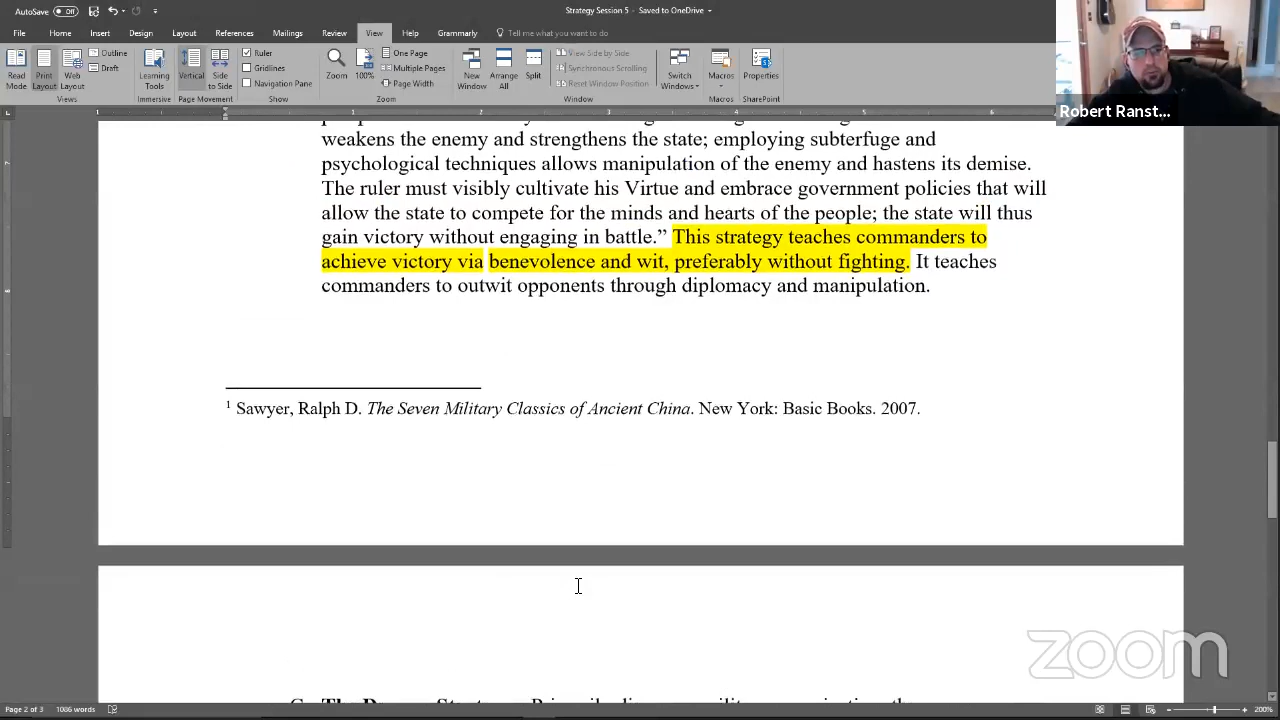 AutoSave Off
Strategy Session 5 - Saved to OneDrive
File Home Insert Design Layout References Mailings Review View Help Grammarly Tell me what you want to do
Read Mode
Print Layout
Web Layout
Outline
Draft
Views
Learning Tools
Immersive
Vertical
Side to Side
Page Movement
Ruler
Gridlines
Navigation Pane
Show
Zoom
100%
One Page
Multiple Pages
Page Width
Zoom
New Window
Arrange All
Split
View Side by Side
Synchronous Scrolling
Reset Window Position
Window
Switch Windows
Macros
Macros
Properties
SharePoint
Robert Ranst...
weakens the enemy and strengthens the state; employing subterfuge and
psychological techniques allows manipulation of the enemy and hastens its demise.
The ruler must visibly cultivate his Virtue and embrace government policies that will
allow the state to compete for the minds and hearts of the people; the state will thus
gain victory without engaging in battle.” This strategy teaches commanders to
achieve victory via benevolence and wit, preferably without fighting. It teaches
commanders to outwit opponents through diplomacy and manipulation.
1 Sawyer, Ralph D. The Seven Military Classics of Ancient China. New York: Basic Books. 2007.
zoom
Page 2 of 3 1086 words
200%